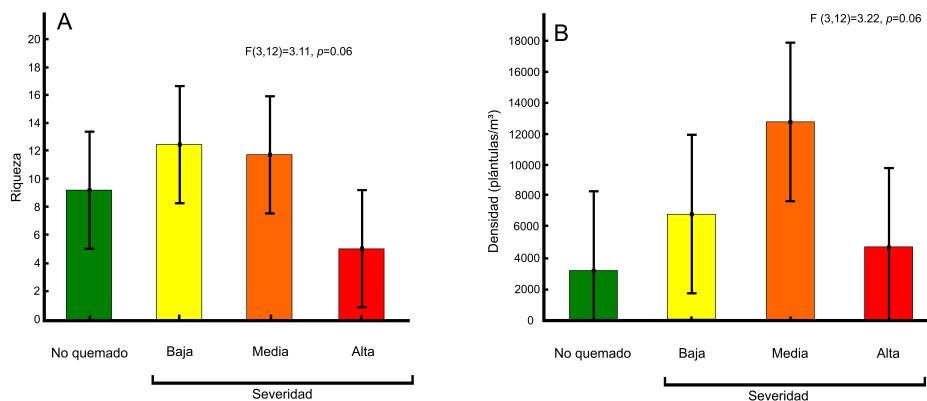 A
F(3,12)=3.11, p=0.06
Riqueza
20
18
16
14
12
10
8
6
4
2
0
No quemado
Baja
Media
Alta
Severidad
B
F (3,12)=3.22, p=0.06
Densidad (plántulas/m³)
18000
16000
14000
12000
10000
8000
6000
4000
2000
0
No quemado
Baja
Media
Alta
Severidad